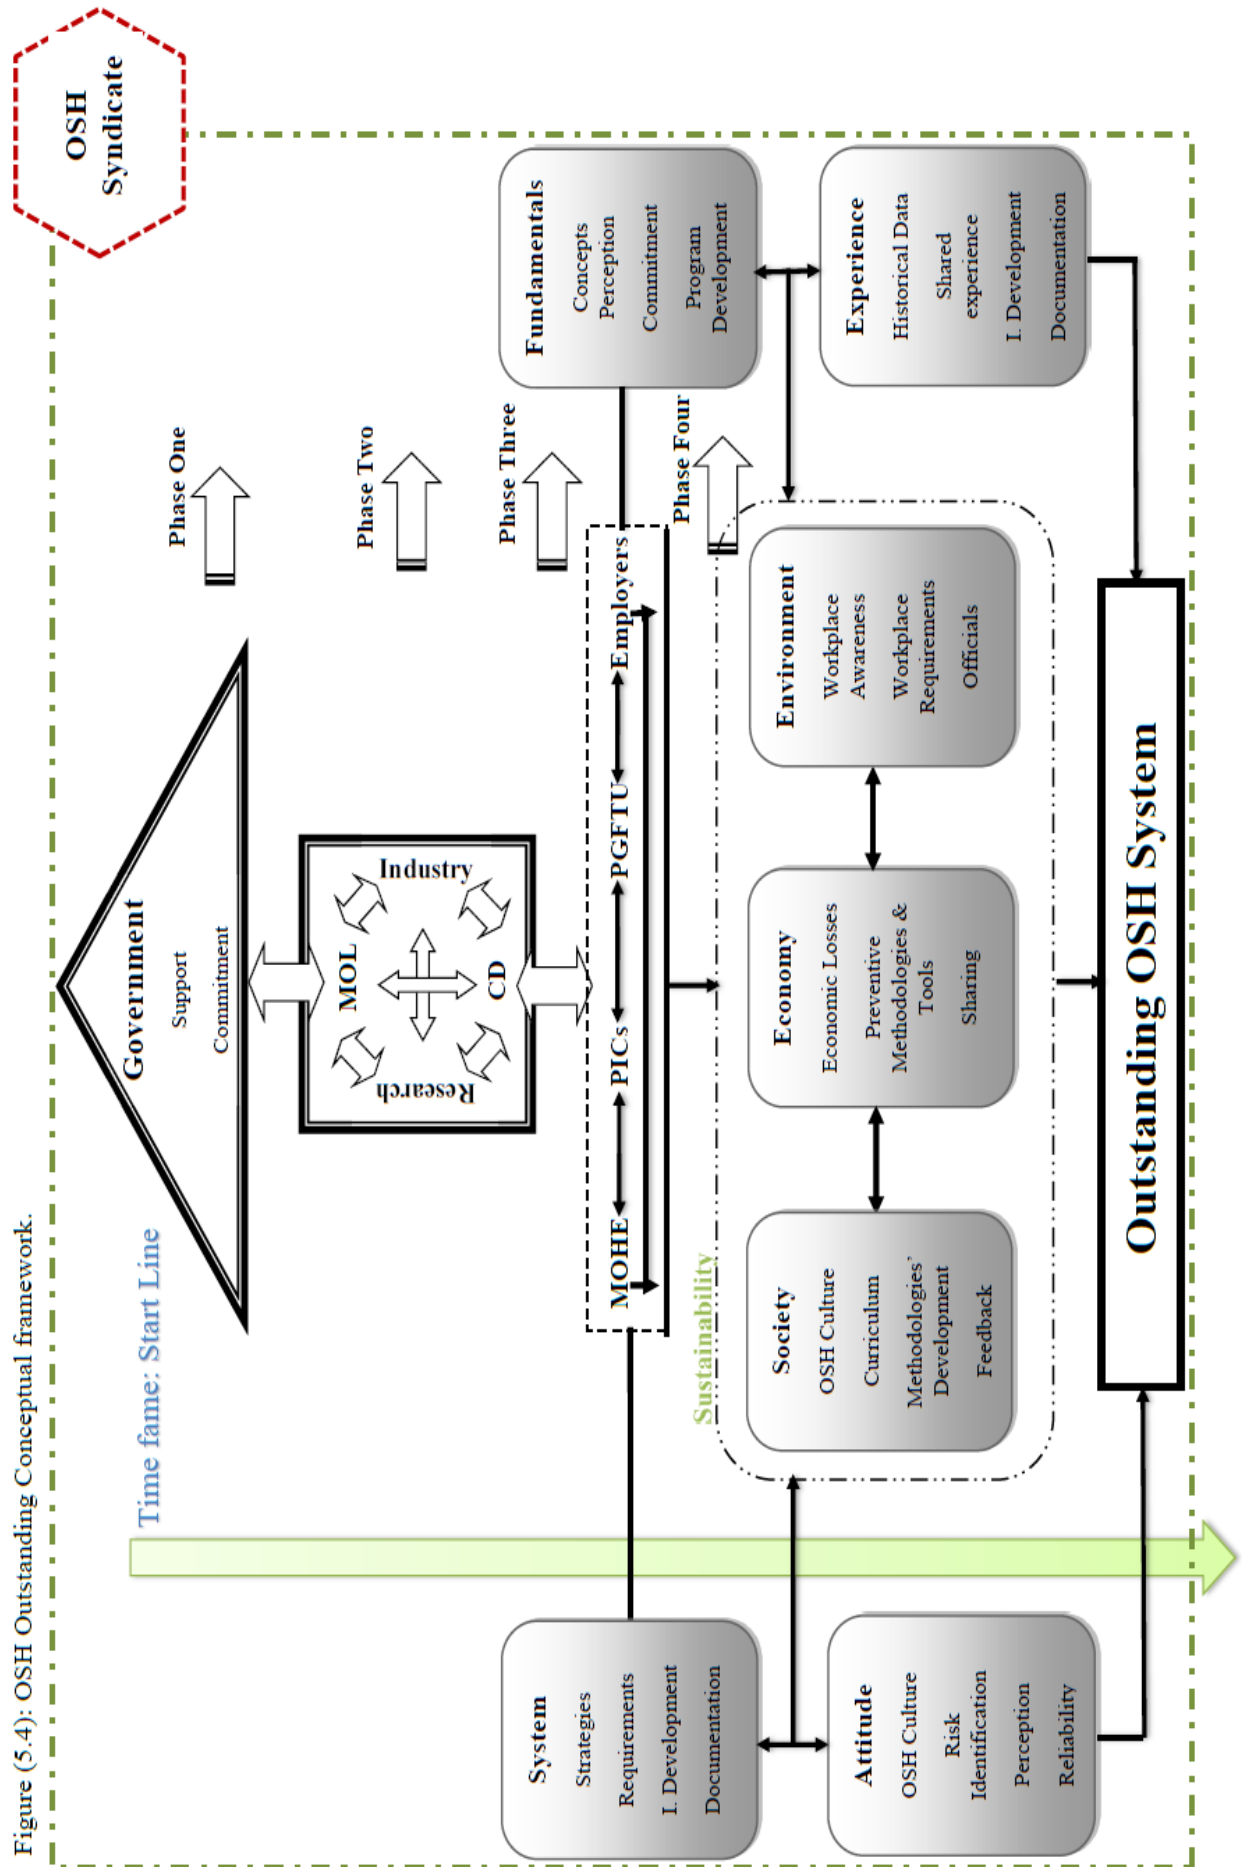 Figure (5.4): OSH Outstanding Conceptual framework.
OSH
Syndicate
Time fame: Start Line
Government
Support
Commitment
Phase One
MOL
Research
Industry
CD
Phase Two
Phase Three
MOHE
PICs
PGFTU
Employers
System
Strategies
Requirements
I. Development
Documentation
Fundamentals
Concepts
Perception
Commitment
Program
Development
Phase Four
Sustainability
Society
OSH Culture
Curriculum
Methodologies'
Development
Feedback
Economy
Economic Losses
Preventive
Methodologies &
Tools
Sharing
Environment
Workplace
Awareness
Workplace
Requirements
Officials
Attitude
OSH Culture
Risk
Identification
Perception
Reliability
Experience
Historical Data
Shared
experience
I. Development
Documentation
Outstanding OSH System